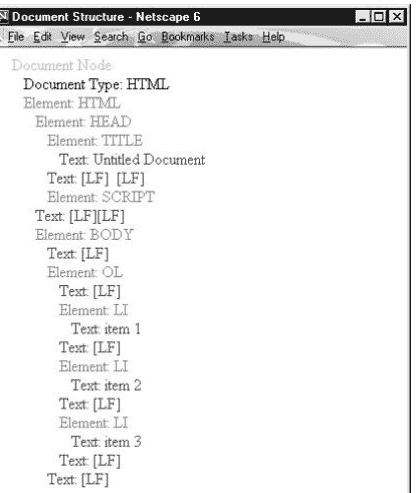 Document Structure - Netscape 6
File Edit View Search Go Bookmarks Tasks Help
Document Node
Document Type: HTML
Element: HTML
Element: HEAD
Element: TITLE
Text: Untitled Document
Text: [LF] [LF]
Element: SCRIPT
Text: [LF][LF]
Element: BODY
Text: [LF]
Element: OL
Text: [LF]
Element: LI
Text: item 1
Text: [LF]
Element: LI
Text: item 2
Text: [LF]
Element: LI
Text: item 3
Text: [LF]
Text: [LF]